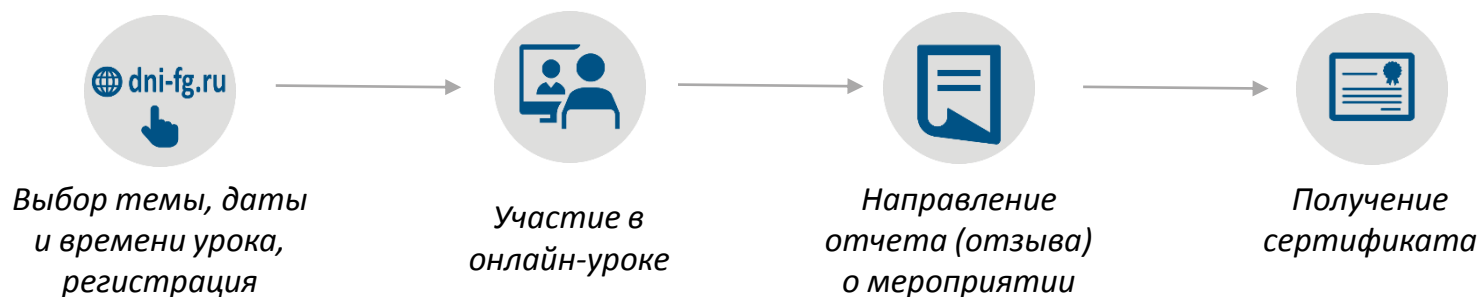 dni-fg.ru
Выбор темы, даты
и времени урока,
регистрация
Участие в
онлайн-уроке
Направление
отчета (отзыва)
о мероприятии
Получение
сертификата